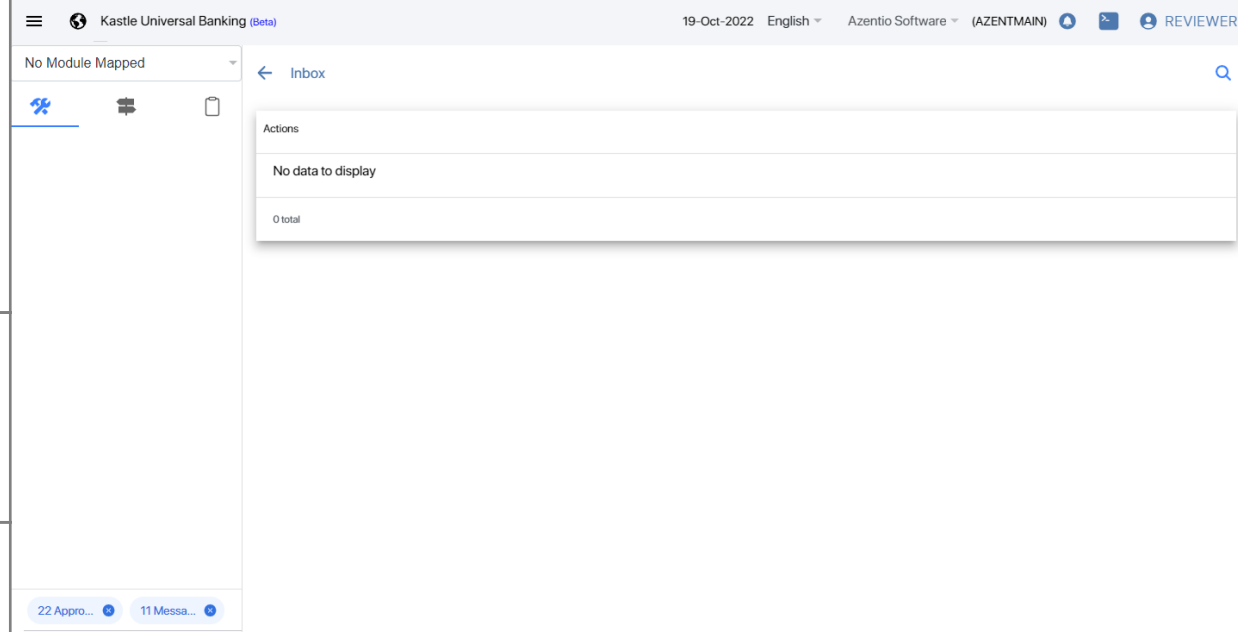 Kastle Universal Banking (Beta)
19-Oct-2022 English Azentio Software (AZENTMAIN) REVIEWER
No Module Mapped
Inbox
Actions
No data to display
0 total
22 Appro... 11 Messa...